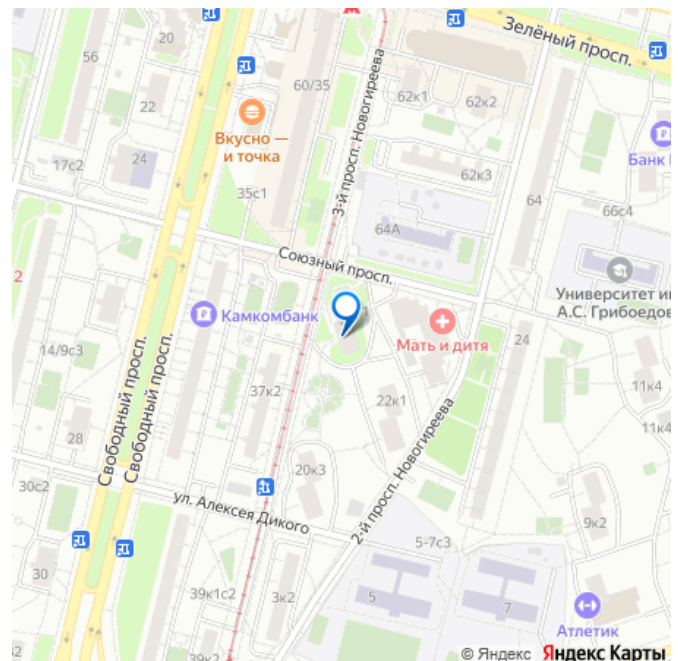 20
56
Зелёный просп.
60/35
22
62к1
62к2
Вкусно —
и точка
3-й просп. Новогиреева
Банк
17с2
24
62к3
35с1
64
66с4
64А
Союзный просп.
2
Университет им
А.С. Грибоедов
Камкомбанк
Мать и дитя
24
14/9с3
Свободный просп.
Свободный просп.
37к2
22к1
11к4
11к4
28
2-й просп. Новогиреева
20к3
30с2
ул. Алексея Дикого
9к2
5-7с3
30
39к1с2
3к2
5
7
Атлетик
39к2
© Яндекс Яндекс Карты